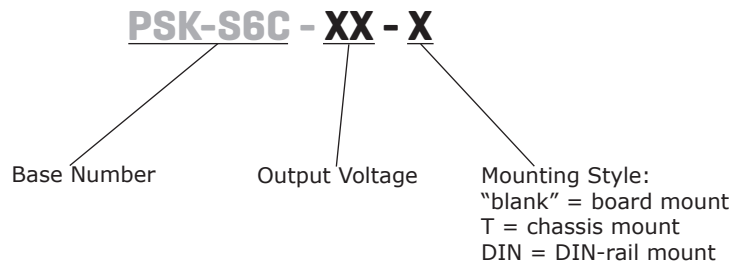 PSK-S6C - XX - X
Base Number
Output Voltage
Mounting Style:
“blank” = board mount
T = chassis mount
DIN = DIN-rail mount